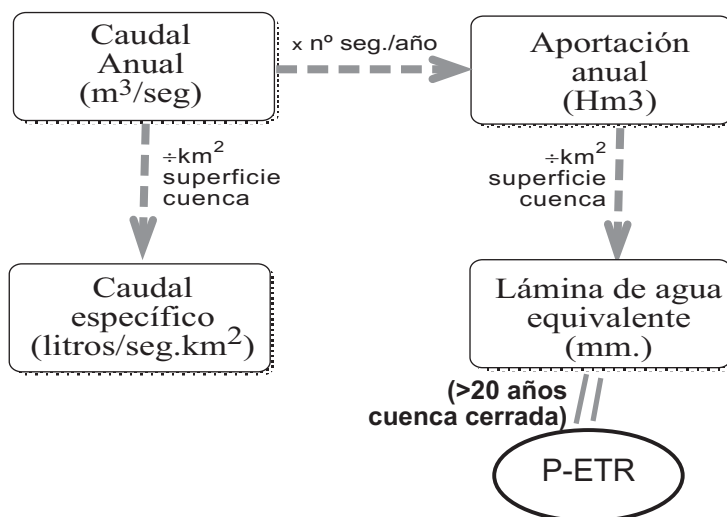 Caudal
Anual
(m³/seg)
x nº seg./año
Aportación
anual
(Hm3)
÷km²
superficie
cuenca
÷km²
superficie
cuenca
Caudal
específico
(litros/seg.km²)
Lámina de agua
equivalente
(mm.)
(>20 años
cuenca cerrada)
P-ETR